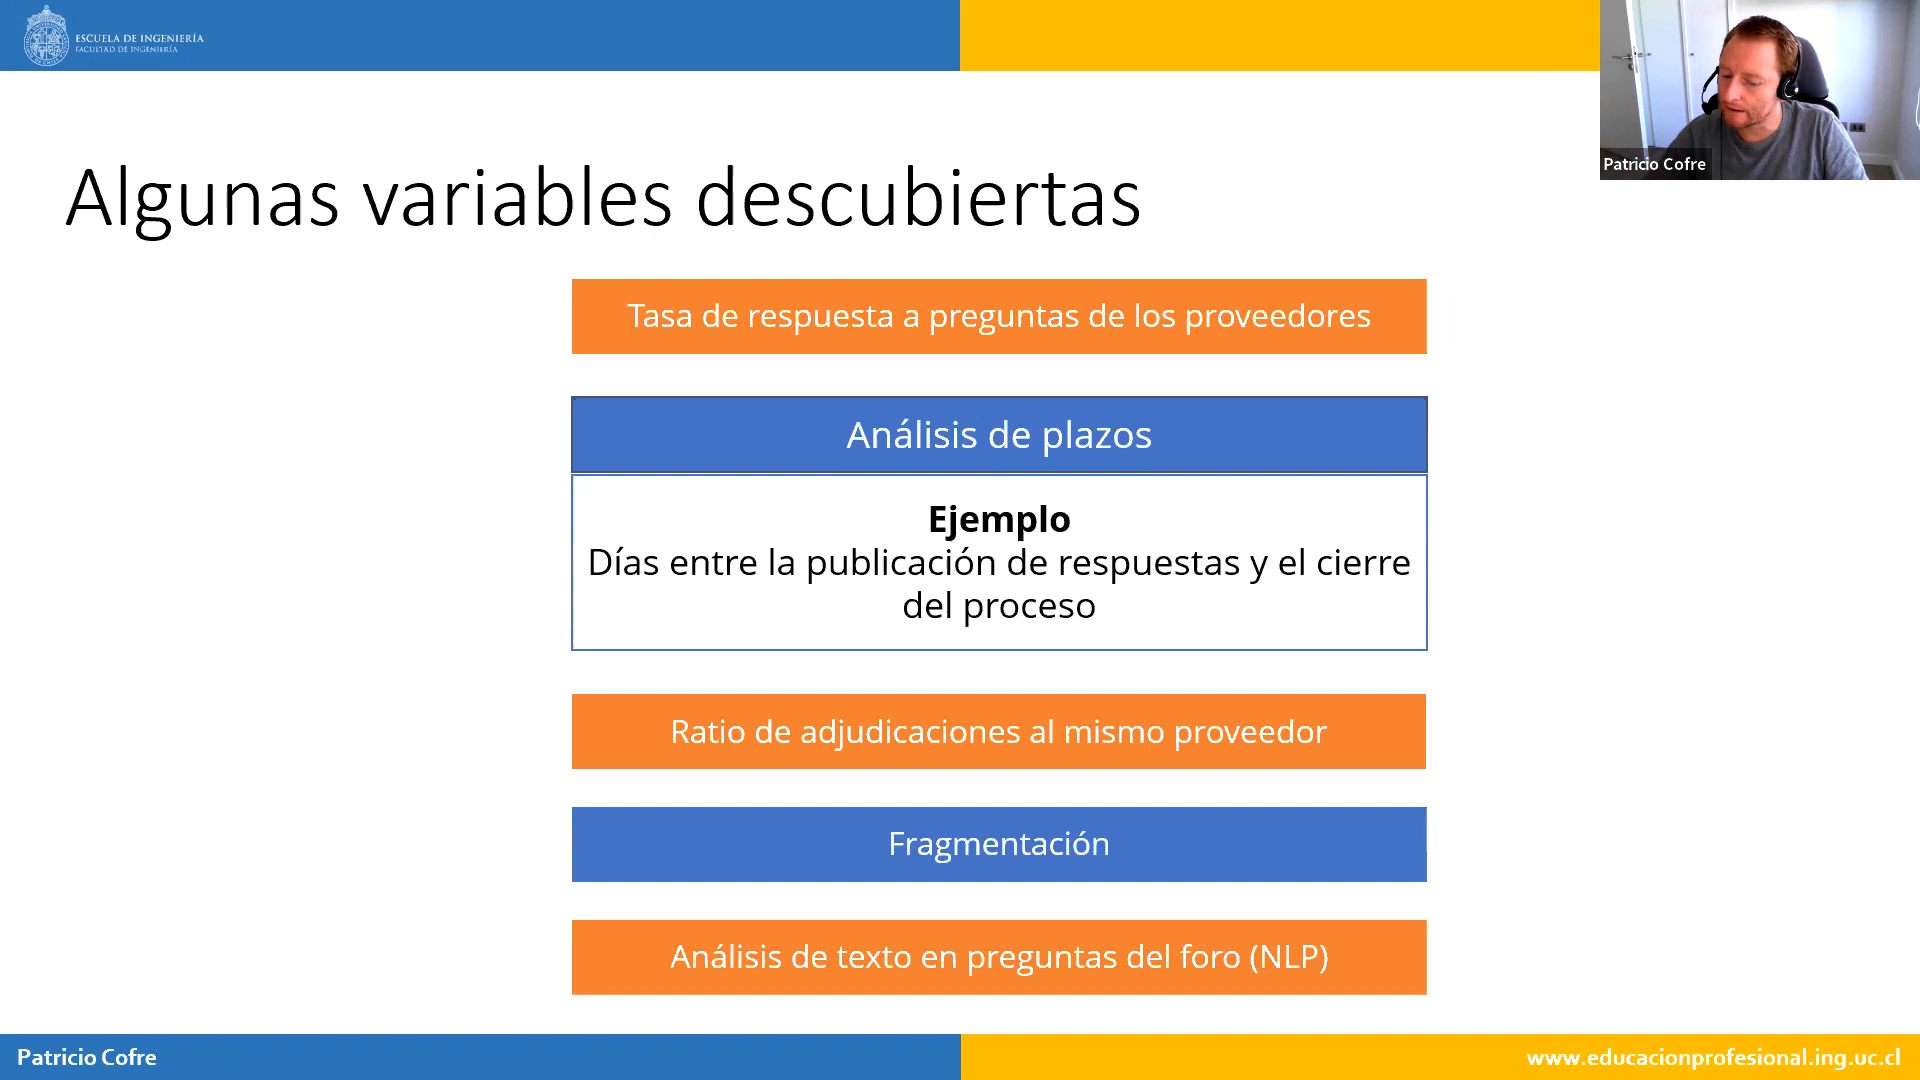 ESCUELA DE INGENIERÍA
FACULTAD DE INGENIERÍA
Patricio Cofre
Algunas variables descubiertas
Tasa de respuesta a preguntas de los proveedores
Análisis de plazos
Ejemplo
Días entre la publicación de respuestas y el cierre
del proceso
Ratio de adjudicaciones al mismo proveedor
Fragmentación
Análisis de texto en preguntas del foro (NLP)
Patricio Cofre
www.educacionprofesional.ing.uc.cl